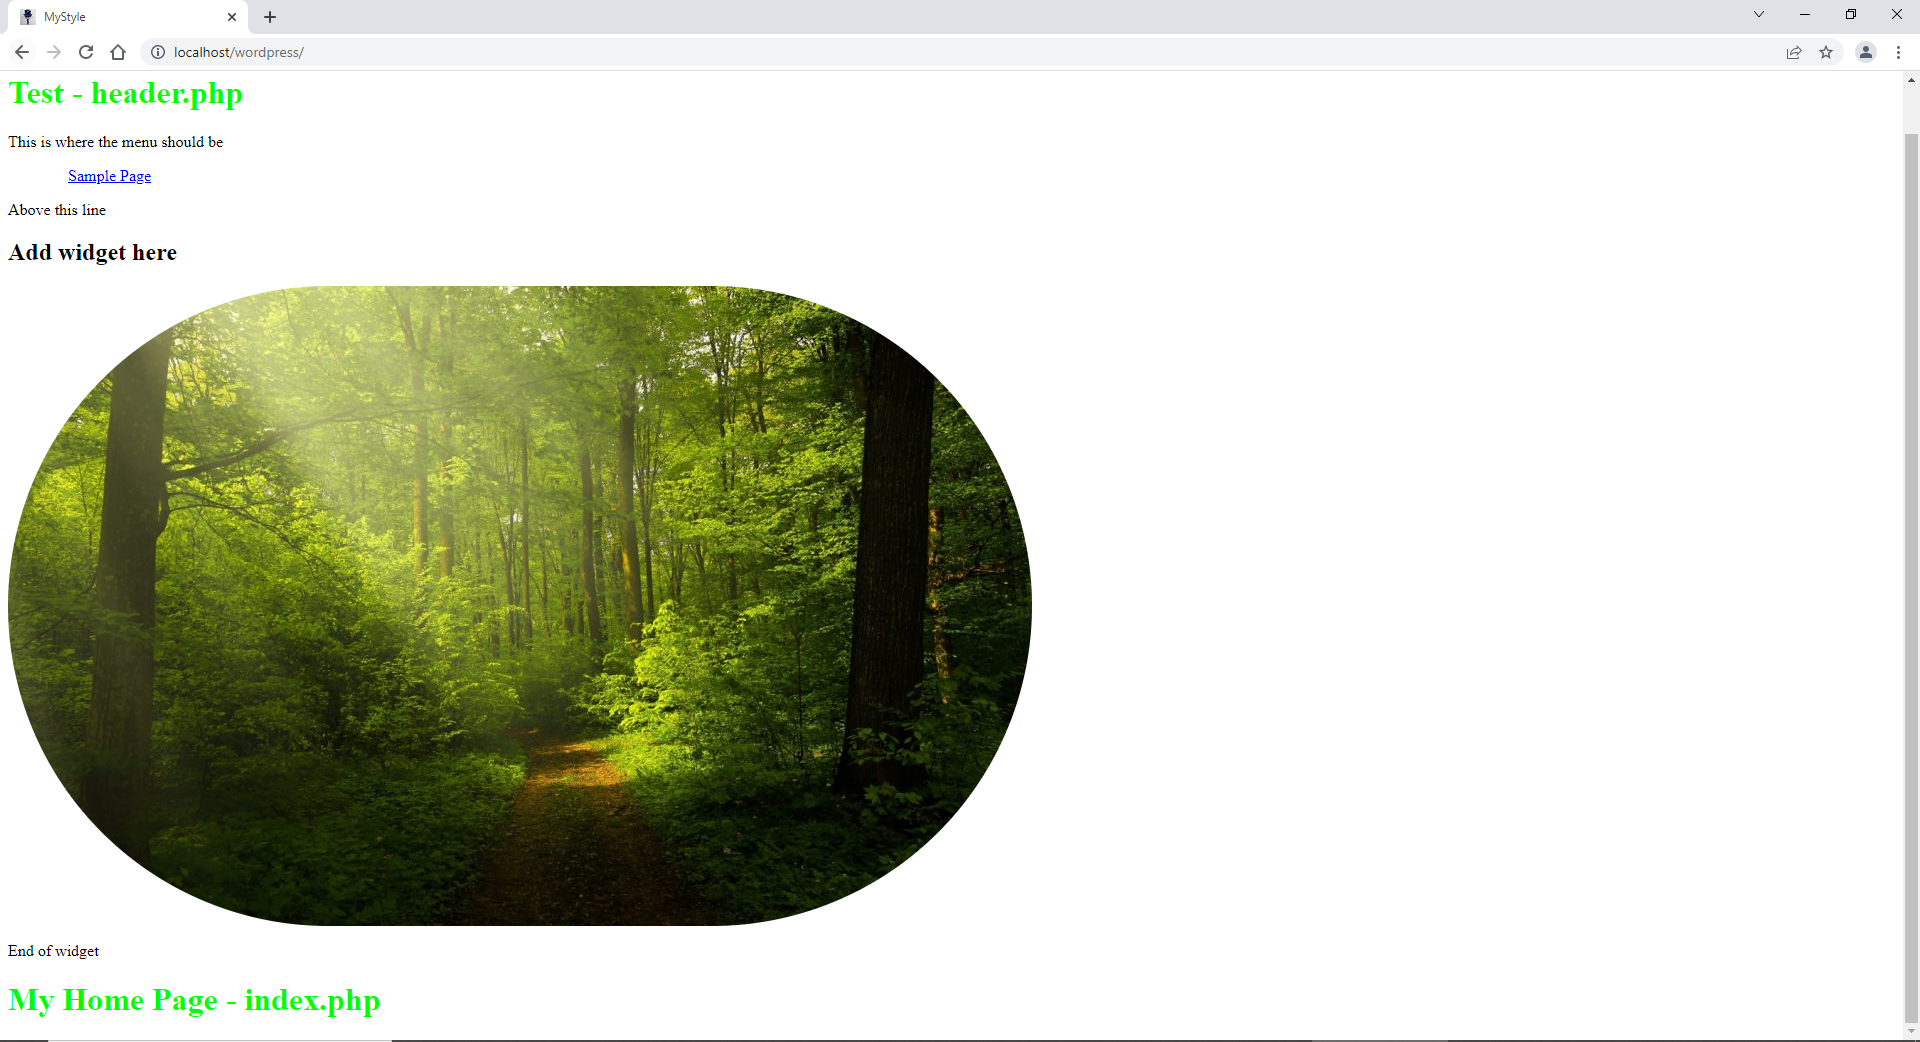 MyStyle
localhost/wordpress/
Test - header.php
This is where the menu should be
Sample Page
Above this line
Add widget here
End of widget
My Home Page - index.php